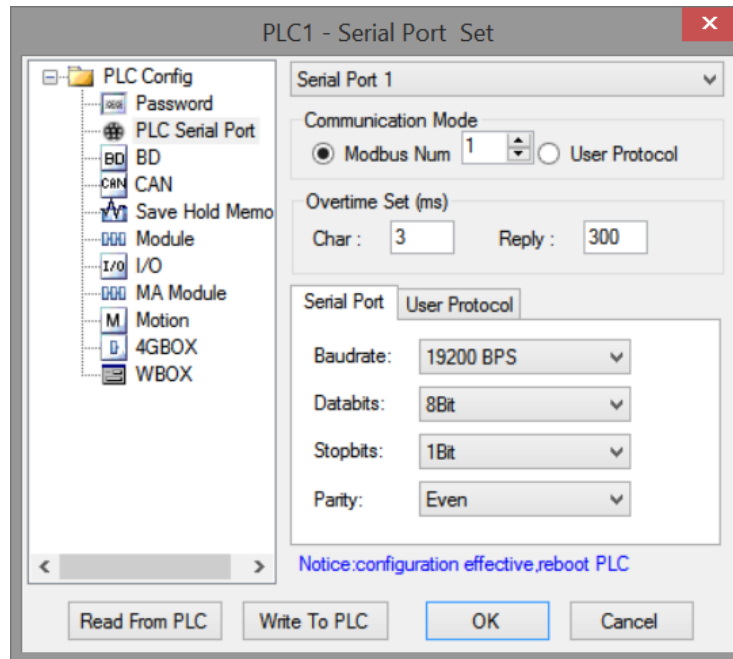 PLC1 - Serial Port Set
PLC Config
Password
PLC Serial Port
BD BD
CAN CAN
Save Hold Memo
Module
I/O I/O
MA Module
M Motion
4GBOX
WBOX
Serial Port 1
Communication Mode
Modbus Num 1 User Protocol
Overtime Set (ms)
Char : 3 Reply : 300
Serial Port User Protocol
Baudrate: 19200 BPS
Databits: 8Bit
Stopbits: 1Bit
Parity: Even
Notice:configuration effective,reboot PLC
Read From PLC Write To PLC OK Cancel